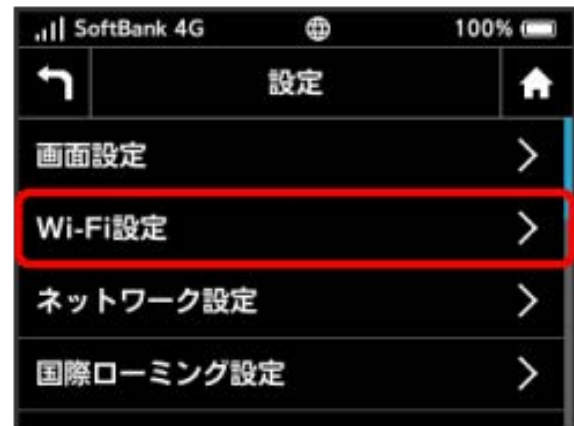 SoftBank 4G 100%
設定
画面設定
Wi-Fi設定
ネットワーク設定
国際ローミング設定